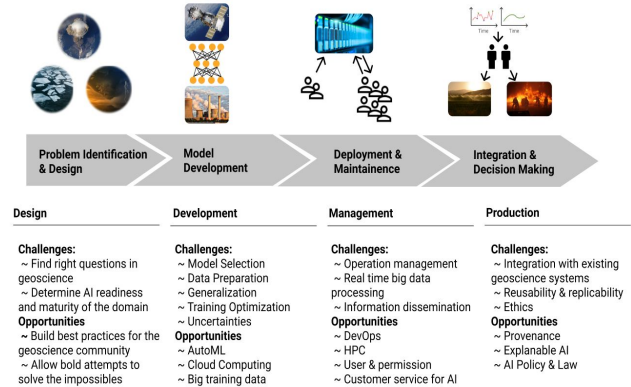 Time
Time
Problem Identification
& Design
Model
Development
Deployment &
Maintainence
Integration &
Decision Making
Design
Challenges:
~ Find right questions in
geoscience
~ Determine AI readiness
and maturity of the domain
Opportunities
~ Build best practices for the
geoscience community
~ Allow bold attempts to
solve the impossibles
Development
Challenges:
~ Model Selection
~ Data Preparation
~ Generalization
~ Training Optimization
~ Uncertainties
Opportunities
~ AutoML
~ Cloud Computing
~ Big training data
Management
Challenges:
~ Operation management
~ Real time big data
processing
~ Information dissemination
Opportunities
~ DevOps
~ HPC
~ User & permission
~ Customer service for AI
Production
Challenges:
~ Integration with existing
geoscience systems
~ Reusability & replicability
~ Ethics
Opportunities
~ Provenance
~ Explanable AI
~ AI Policy & Law